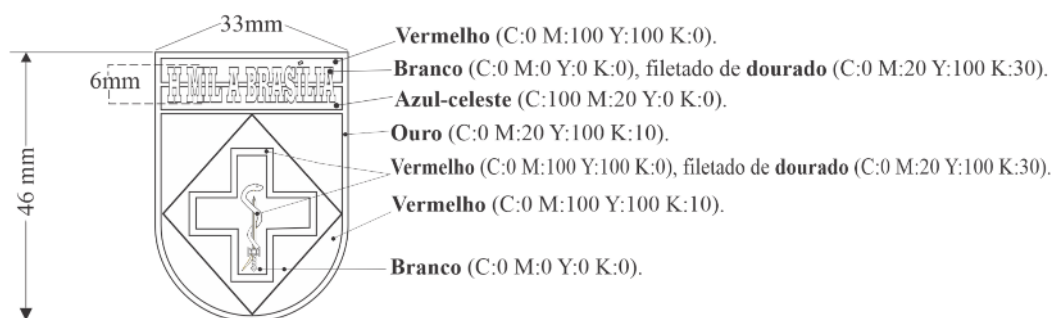 33mm
Vermelho (C:0 M:100 Y:100 K:0).
6mm
H MIL A BRASÍLIA
Branco (C:0 M:0 Y:0 K:0), filetado de dourado (C:0 M:20 Y:100 K:30).
Azul-celeste (C:100 M:20 Y:0 K:0).
Ouro (C:0 M:20 Y:100 K:10).
Vermelho (C:0 M:100 Y:100 K:0), filetado de dourado (C:0 M:20 Y:100 K:30).
46 mm
Vermelho (C:0 M:100 Y:100 K:10).
Branco (C:0 M:0 Y:0 K:0).